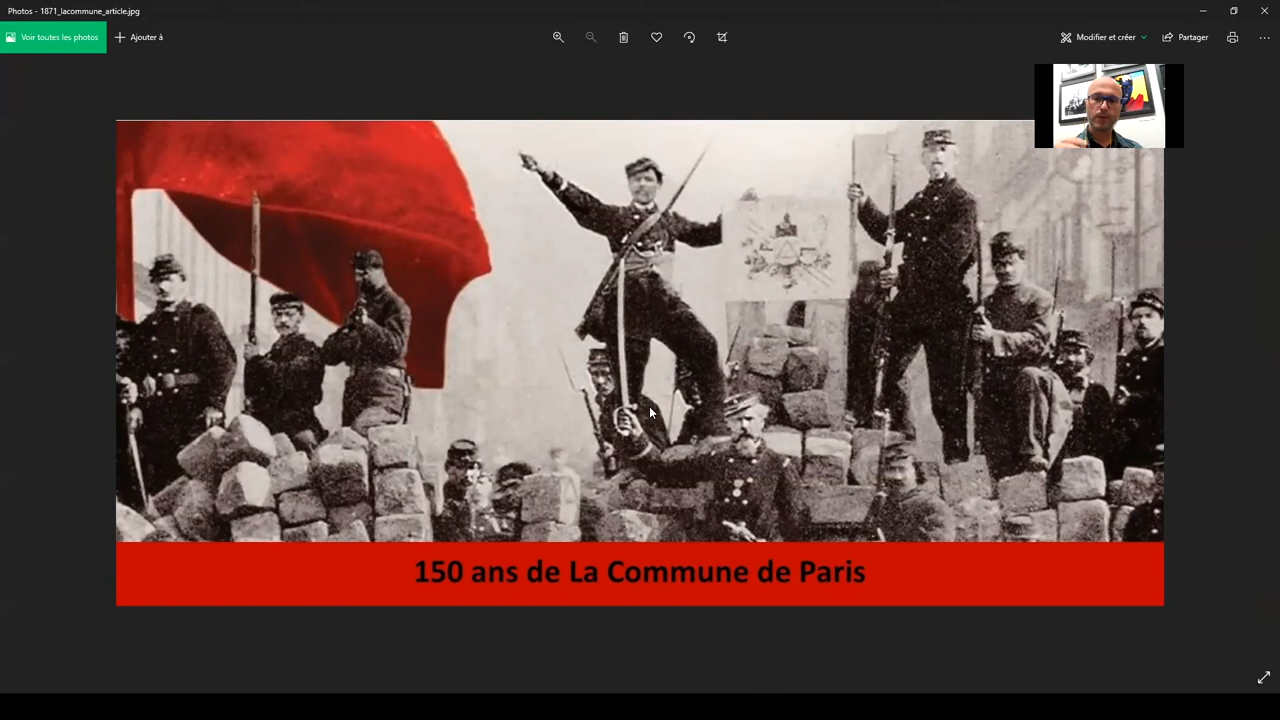 Photos - 1871_lacommune_article.jpg
Voir toutes les photos
Ajouter à
Modifier et créer
Partager
150 ans de La Commune de Paris